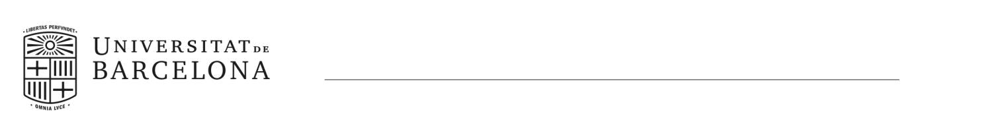 · LIBERTAS PERFVNDET ·
UNIVERSITAT DE
BARCELONA
· OMNIA LVCE ·